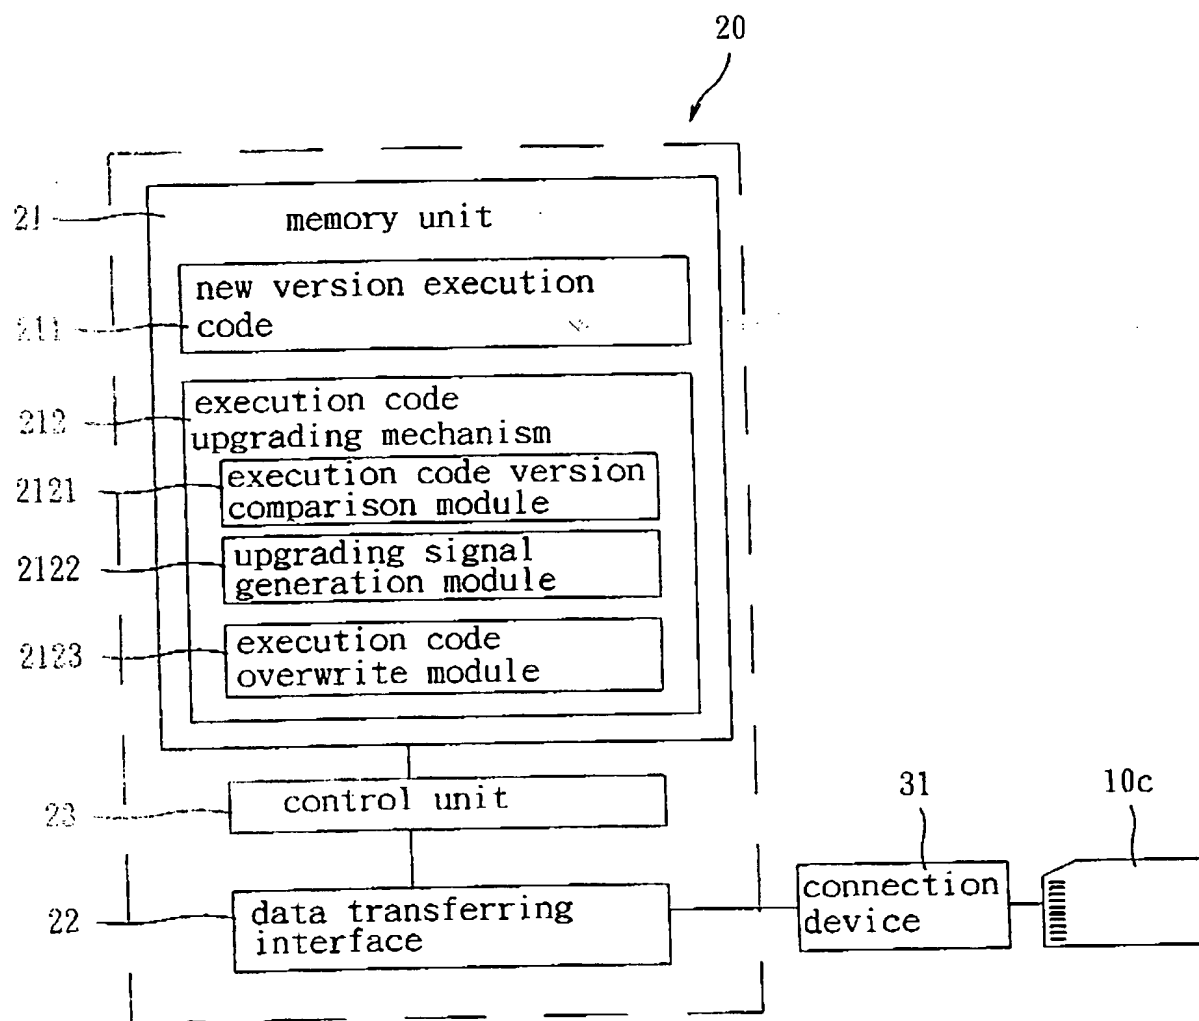 20
21
memory unit
new version execution
code
211
execution code
212
upgrading mechanism
2121
execution code version
comparison module
2122
upgrading signal
generation module
2123
execution code
overwrite module
23
control unit
31
10c
22
data transferring
interface
connection
device